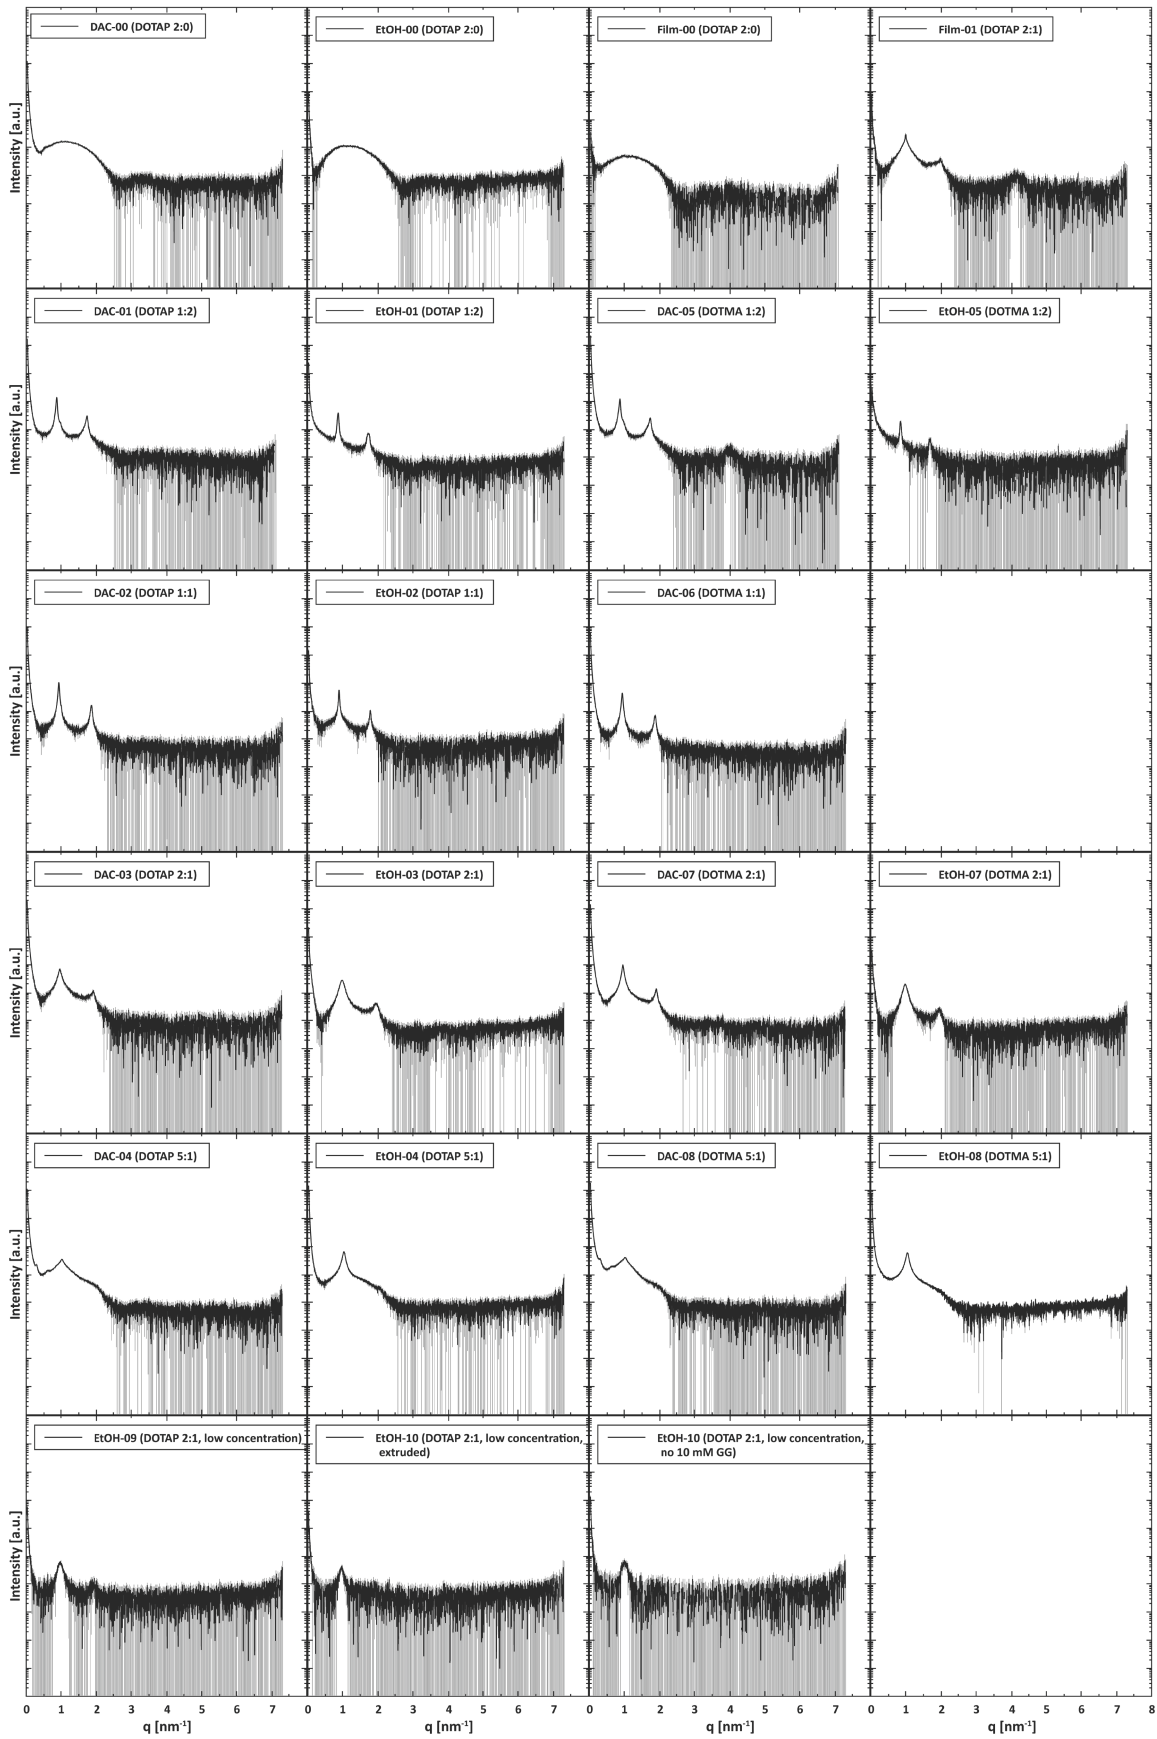 DAC-00 (DOTAP 2:0)
EtOH-00 (DOTAP 2:0)
Film-00 (DOTAP 2:0)
Film-01 (DOTAP 2:1)
Intensity [a.u.]
DAC-01 (DOTAP 1:2)
EtOH-01 (DOTAP 1:2)
DAC-05 (DOTMA 1:2)
EtOH-05 (DOTMA 1:2)
Intensity [a.u.]
DAC-02 (DOTAP 1:1)
EtOH-02 (DOTAP 1:1)
DAC-06 (DOTMA 1:1)
Intensity [a.u.]
DAC-03 (DOTAP 2:1)
EtOH-03 (DOTAP 2:1)
DAC-07 (DOTMA 2:1)
EtOH-07 (DOTMA 2:1)
Intensity [a.u.]
DAC-04 (DOTAP 5:1)
EtOH-04 (DOTAP 5:1)
DAC-08 (DOTMA 5:1)
EtOH-08 (DOTMA 5:1)
Intensity [a.u.]
EtOH-09 (DOTAP 2:1, low concentration)
EtOH-10 (DOTAP 2:1, low concentration,
extruded)
EtOH-10 (DOTAP 2:1, low concentration,
no 10 mM GG)
Intensity [a.u.]
0 1 2 3 4 5 6 7
0 1 2 3 4 5 6 7
0 1 2 3 4 5 6 7
0 1 2 3 4 5 6 7 8
q [nm⁻¹]
q [nm⁻¹]
q [nm⁻¹]
q [nm⁻¹]